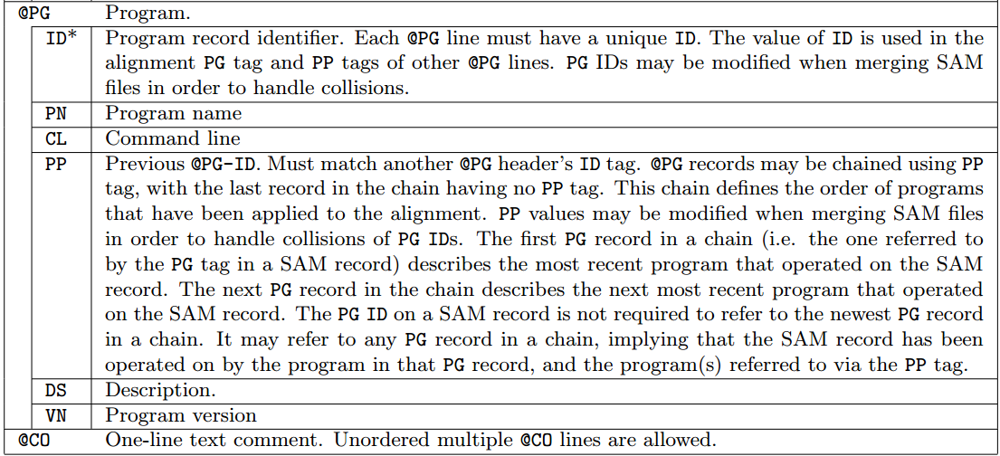 @PG Program.
ID* Program record identifier. Each @PG line must have a unique ID. The value of ID is used in the
alignment PG tag and PP tags of other @PG lines. PG IDs may be modified when merging SAM
files in order to handle collisions.
PN Program name
CL Command line
PP Previous @PG-ID. Must match another @PG header's ID tag. @PG records may be chained using PP
tag, with the last record in the chain having no PP tag. This chain defines the order of programs
that have been applied to the alignment. PP values may be modified when merging SAM files
in order to handle collisions of PG IDs. The first PG record in a chain (i.e. the one referred to
by the PG tag in a SAM record) describes the most recent program that operated on the SAM
record. The next PG record in the chain describes the next most recent program that operated
on the SAM record. The PG ID on a SAM record is not required to refer to the newest PG record
in a chain. It may refer to any PG record in a chain, implying that the SAM record has been
operated on by the program in that PG record, and the program(s) referred to via the PP tag.
DS Description.
VN Program version
@CO One-line text comment. Unordered multiple @CO lines are allowed.